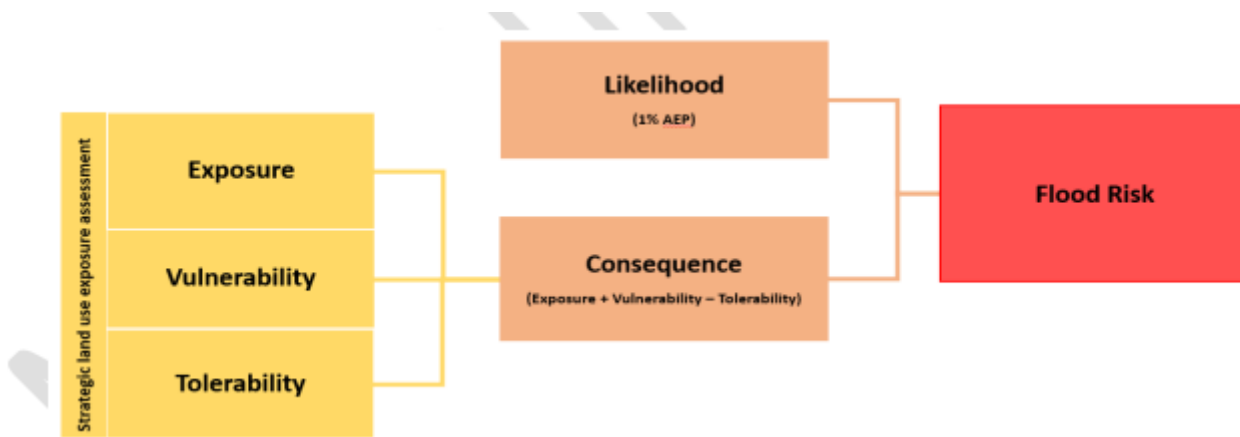 Strategic land use exposure assessment
Exposure
Vulnerability
Tolerability
Likelihood
(1% AEP)
Consequence
(Exposure + Vulnerability – Tolerability)
Flood Risk